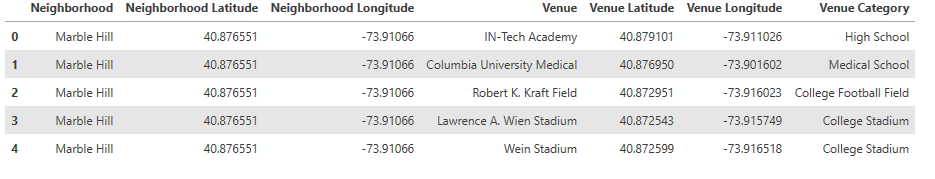 Neighborhood Neighborhood Latitude Neighborhood Longitude Venue Venue Latitude Venue Longitude Venue Category
0 Marble Hill 40.876551 -73.91066 IN-Tech Academy 40.879101 -73.911026 High School
1 Marble Hill 40.876551 -73.91066 Columbia University Medical 40.876950 -73.901602 Medical School
2 Marble Hill 40.876551 -73.91066 Robert K. Kraft Field 40.872951 -73.916023 College Football Field
3 Marble Hill 40.876551 -73.91066 Lawrence A. Wien Stadium 40.872543 -73.915749 College Stadium
4 Marble Hill 40.876551 -73.91066 Wein Stadium 40.872599 -73.916518 College Stadium